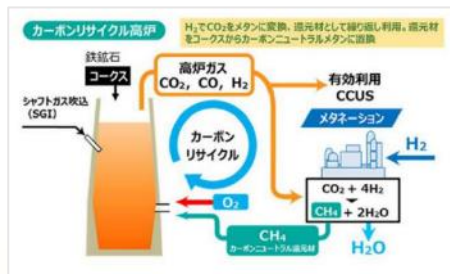 カーボンリサイクル高炉
H₂でCO₂をメタンに変換、還元材として繰り返し利用。還元材
をコークスからカーボンニュートラルメタンに置換
鉄鉱石
コークス
シャフトガス吹込
(SGI)
高炉ガス
CO₂, CO, H₂
有効利用
CCUS
メタネーション
カーボン
リサイクル
H₂
O₂
CO₂ + 4H₂
CH₄ + 2H₂O
CH₄
カーボンニュートラル還元材
H₂O